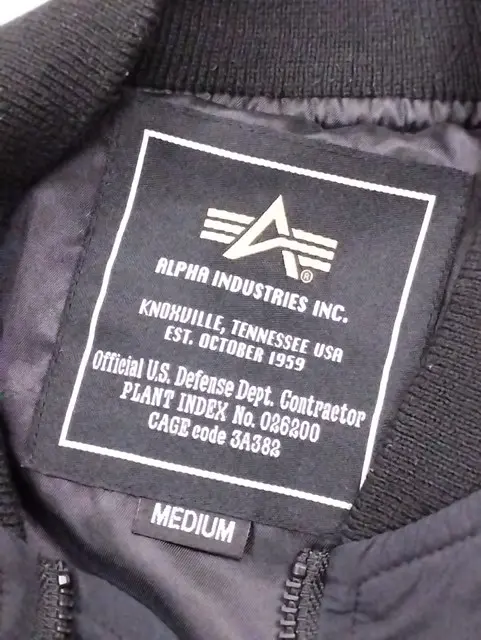 ®
ALPHA INDUSTRIES INC.
KNOXVILLE, TENNESSEE USA
EST. OCTOBER 1959
Official U.S. Defense Dept. Contractor
PLANT INDEX No. 026200
CAGE code 3A382
MEDIUM